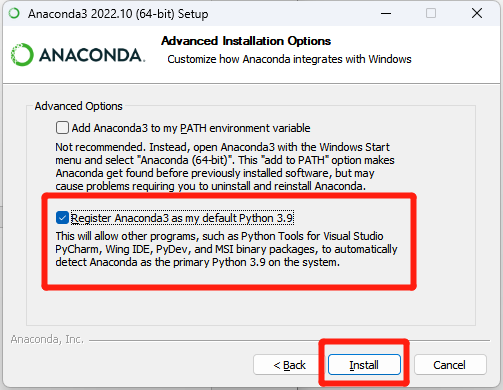 Anaconda3 2022.10 (64-bit) Setup
ANACONDA.
Advanced Installation Options
Customize how Anaconda integrates with Windows
Advanced Options
Add Anaconda3 to my PATH environment variable
Not recommended. Instead, open Anaconda3 with the Windows Start
menu and select "Anaconda (64-bit)". This "add to PATH" option makes
Anaconda get found before previously installed software, but may
cause problems requiring you to uninstall and reinstall Anaconda.
Register Anaconda3 as my default Python 3.9
This will allow other programs, such as Python Tools for Visual Studio
PyCharm, Wing IDE, PyDev, and MSI binary packages, to automatically
detect Anaconda as the primary Python 3.9 on the system.
Anaconda, Inc.
< Back
Install
Cancel